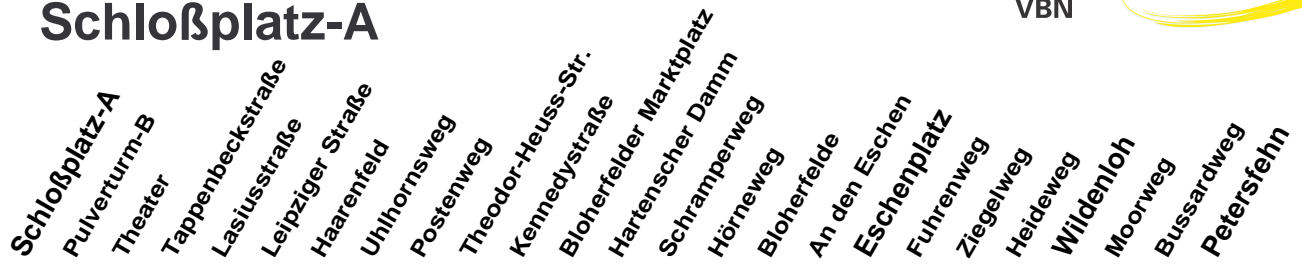 Schloßplatz-A
VBN
Schloßplatz-A
Pulverturm-B
Theater
Tappenbeckstraße
Lasiusstraße
Leipziger Straße
Haarenfeld
Uhlhornsweg
Postenweg
Theodor-Heuss-Str.
Kennedystraße
Bloherfelder Marktplatz
Hartenscher Damm
Schramperweg
Hörneweg
Bloherfelde
An den Eschen
Eschenplatz
Fuhrenweg
Ziegelweg
Heideweg
Wildenloh
Moorweg
Bussardweg
Petersfehn